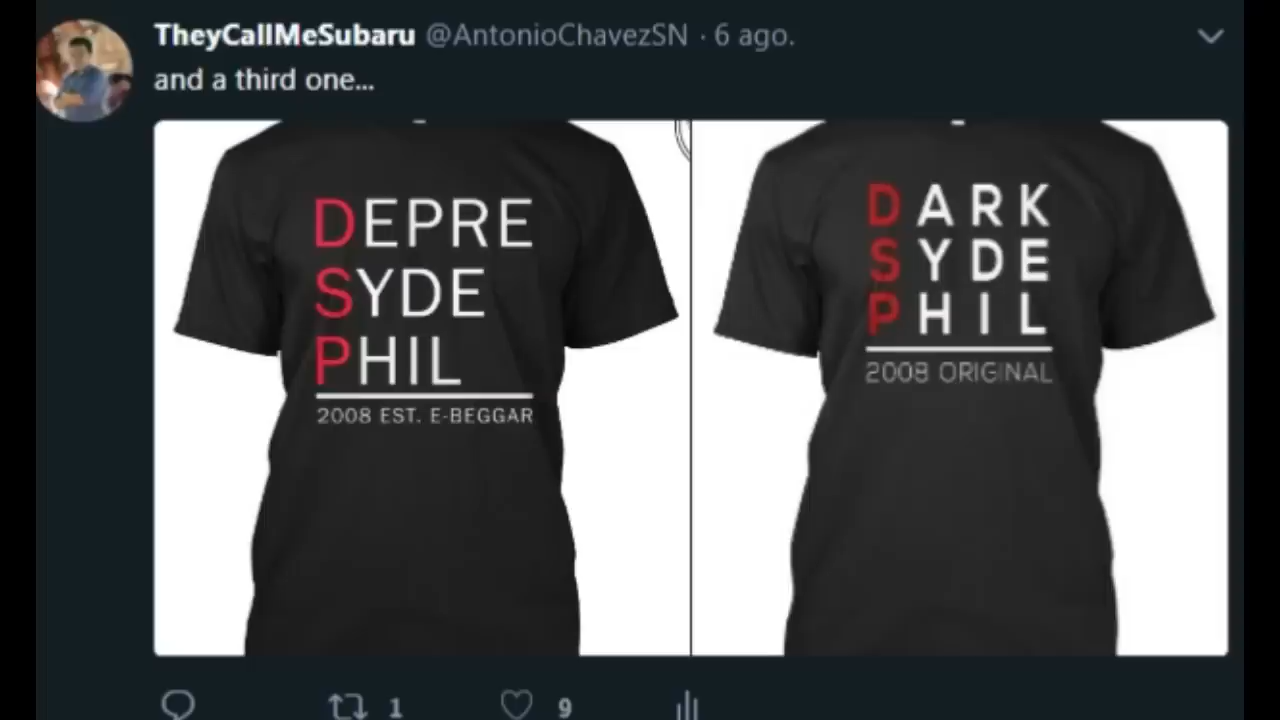 TheyCallMeSubaru @AntonioChavezSN · 6 ago.
and a third one...
DEPRE
SYDE
PHIL
2008 EST. E-BEGGAR
DARK
SYDE
PHIL
2008 ORIGINAL
1
9